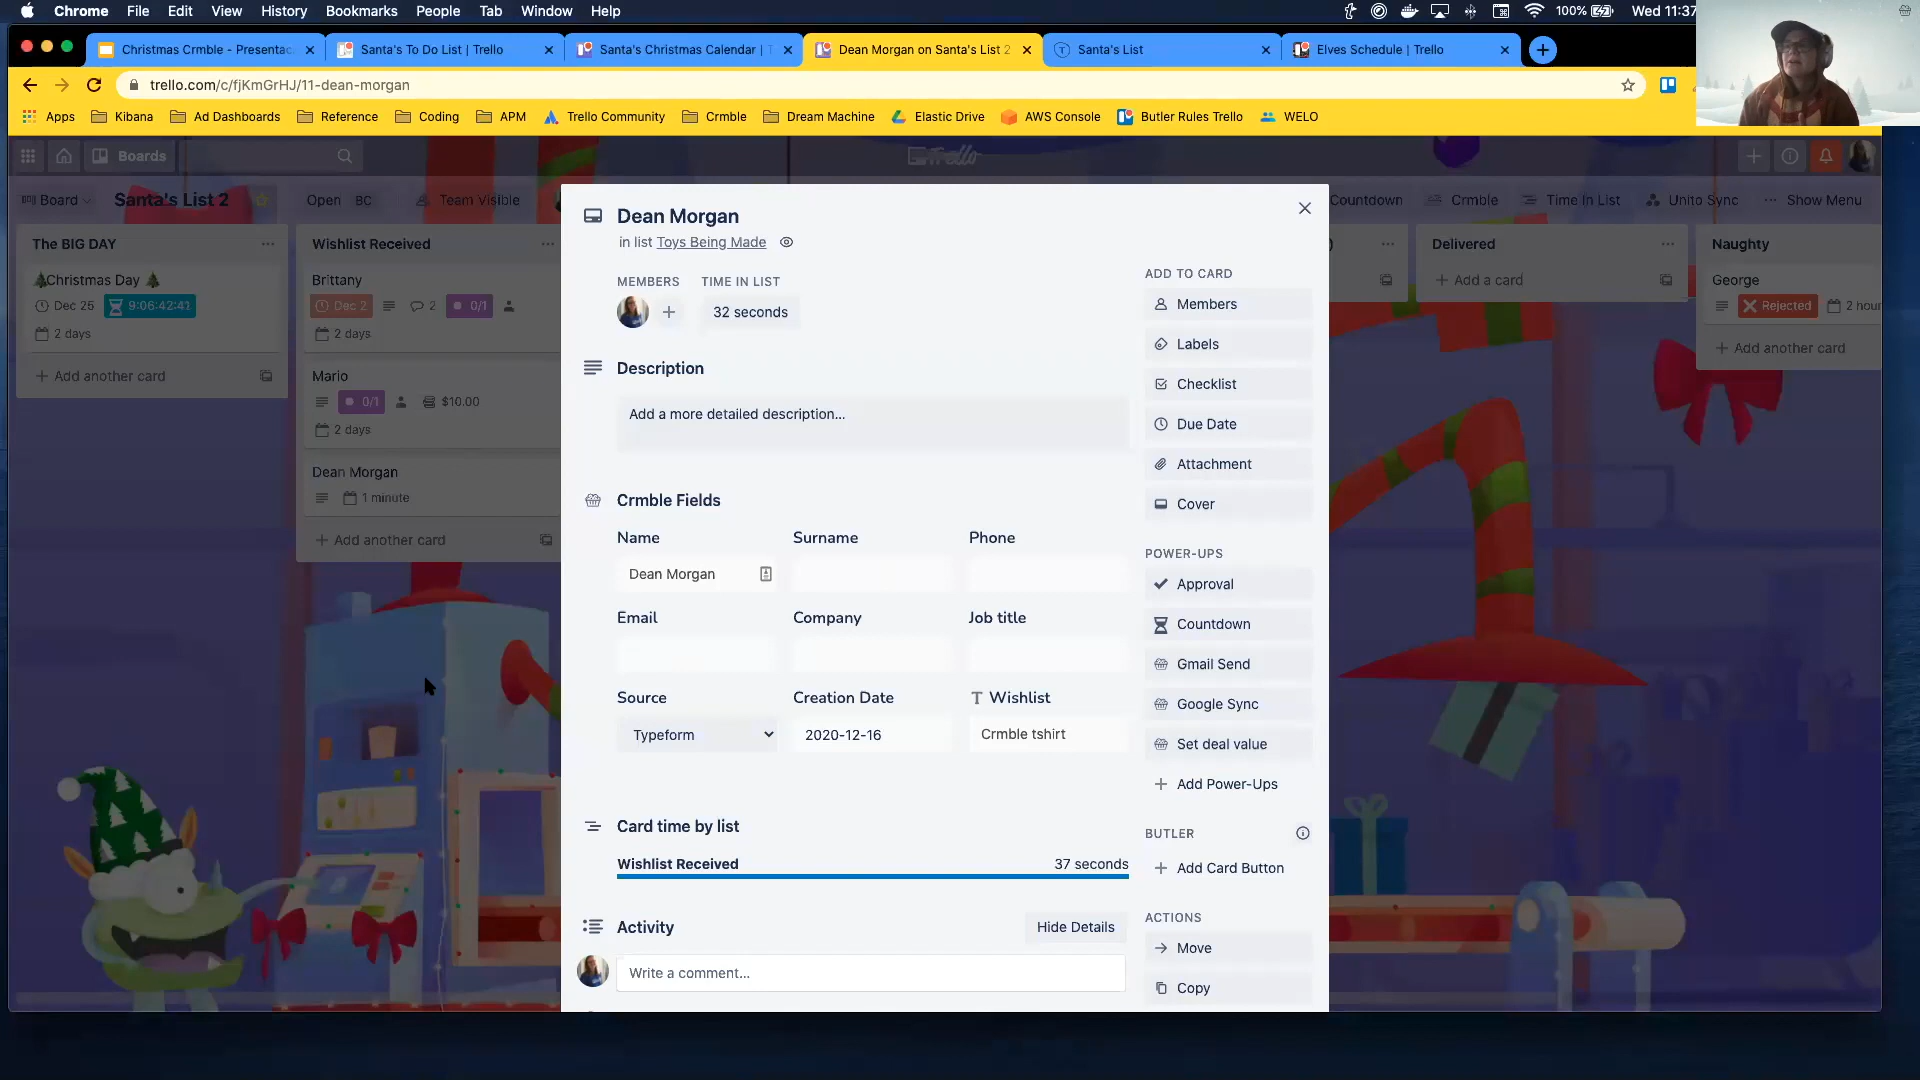 Chrome File Edit View History Bookmarks People Tab Window Help 100% Wed 11:37
Christmas Crmble - Presentac
Santa's To Do List | Trello
Santa's Christmas Calendar | T
Dean Morgan on Santa's List 2
Santa's List
Elves Schedule | Trello
trello.com/c/fjKmGrHJ/11-dean-morgan
Apps Kibana Ad Dashboards Reference Coding APM Trello Community Crmble Dream Machine Elastic Drive AWS Console Butler Rules Trello WELO
Boards
Trello
Board Santa's List 2 Open BC Team Visible
Countdown Crmble Time In List Unito Sync Show Menu
The BIG DAY
Christmas Day
Dec 25 9:06:42:41
2 days
Add another card
Wishlist Received
Brittany
Dec 2 2 0/1
2 days
Mario
0/1 $10.00
2 days
Dean Morgan
1 minute
Add another card
Dean Morgan
in list Toys Being Made
MEMBERS TIME IN LIST
32 seconds
Description
Add a more detailed description...
Crmble Fields
Name Surname Phone
Dean Morgan
Email Company Job title
Source Creation Date T Wishlist
Typeform 2020-12-16 Crmble tshirt
Card time by list
Wishlist Received 37 seconds
Activity Hide Details
Write a comment...
ADD TO CARD
Members
Labels
Checklist
Due Date
Attachment
Cover
POWER-UPS
Approval
Countdown
Gmail Send
Google Sync
Set deal value
Add Power-Ups
BUTLER
Add Card Button
ACTIONS
Move
Copy
)
Delivered
Add a card
Naughty
George
Rejected 2 hour
Add another card